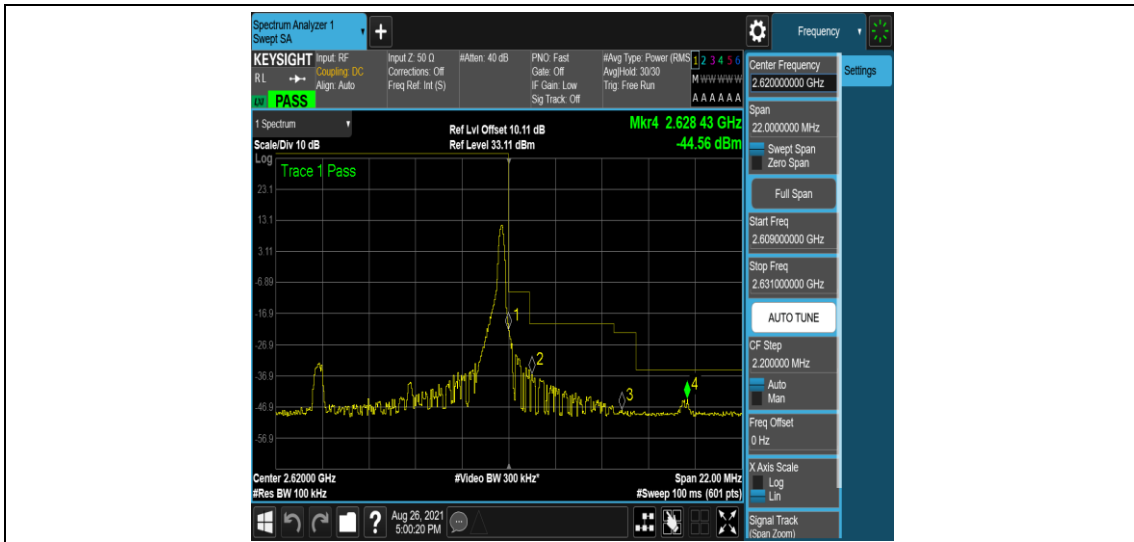 Spectrum Analyzer 1
Swept SA
+
Frequency
KEYSIGHT
RL
LM PASS
Input: RF
Coupling: DC
Align: Auto
Input Z: 50 Ω
Corrections: Off
Freq Ref: Int (S)
#Atten: 40 dB
PNO: Fast
Gate: Off
IF Gain: Low
Sig Track: Off
#Avg Type: Power (RMS
Avg|Hold: 30/30
Trig: Free Run
1 2 3 4 5 6
M W W W W W
A A A A A A
1 Spectrum
Scale/Div 10 dB
Ref Lvl Offset 10.11 dB
Ref Level 33.11 dBm
Mkr4 2.628 43 GHz
-44.56 dBm
Log
Trace 1 Pass
23.1
13.1
3.11
-6.89
-16.9
-26.9
-36.9
-46.9
-56.9
1
2
3
4
Center 2.62000 GHz
#Res BW 100 kHz
#Video BW 300 kHz*
Span 22.00 MHz
#Sweep 100 ms (601 pts)
Center Frequency
2.620000000 GHz
Settings
Span
22.0000000 MHz
Swept Span
Zero Span
Full Span
Start Freq
2.609000000 GHz
Stop Freq
2.631000000 GHz
AUTO TUNE
CF Step
2.200000 MHz
Auto
Man
Freq Offset
0 Hz
X Axis Scale
Log
Lin
Signal Track
(Span Zoom)
?
Aug 26, 2021
5:00:20 PM